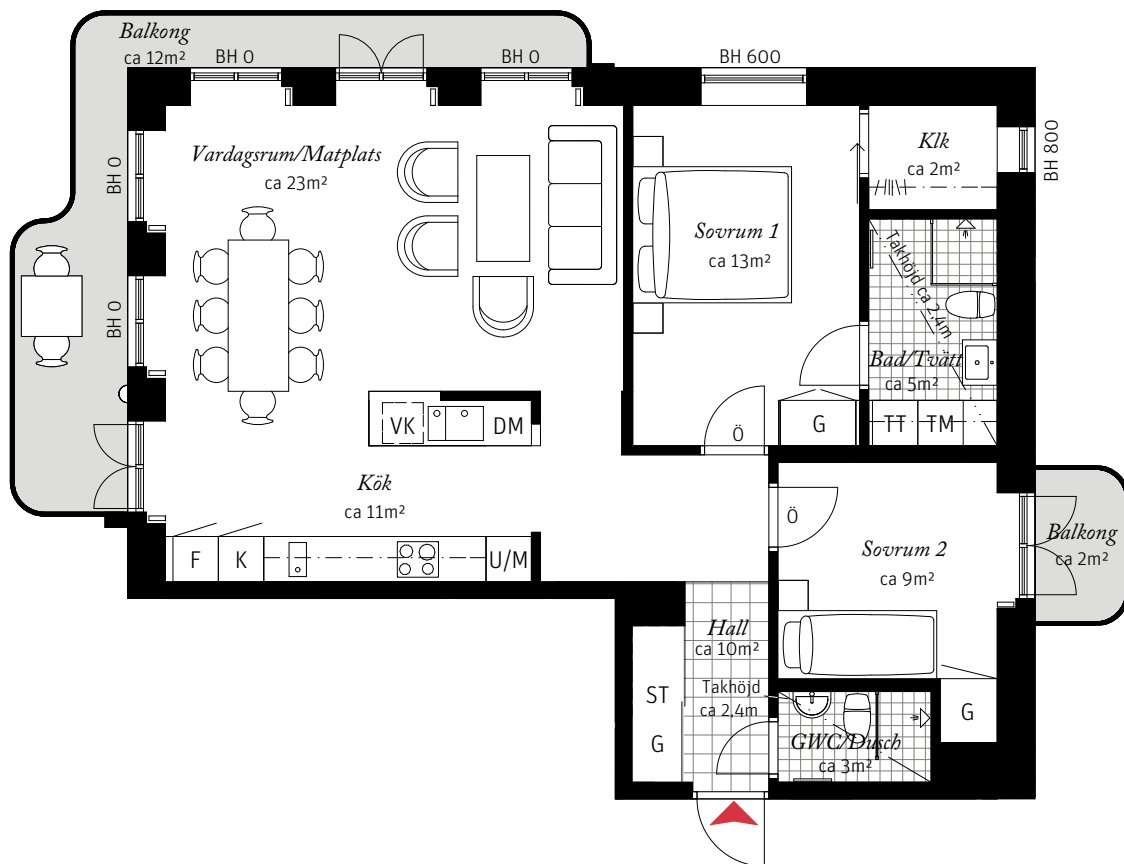 Balkong
ca 12m²
BH 0
BH 0
BH 600
BH 800
BH 0
BH 0
Vardagsrum/Matplats
ca 23m²
Sovrum 1
ca 13m²
Klk
ca 2m²
Takhöjd ca 2,4m
Bad/Tvätt
ca 5m²
TT
TM
VK
DM
Ö
G
Kök
ca 11m²
F
K
U/M
Ö
Sovrum 2
ca 9m²
Balkong
ca 2m²
Hall
ca 10m²
Takhöjd
ca 2,4m
ST
G
G
GWC/Dusch
ca 3m²